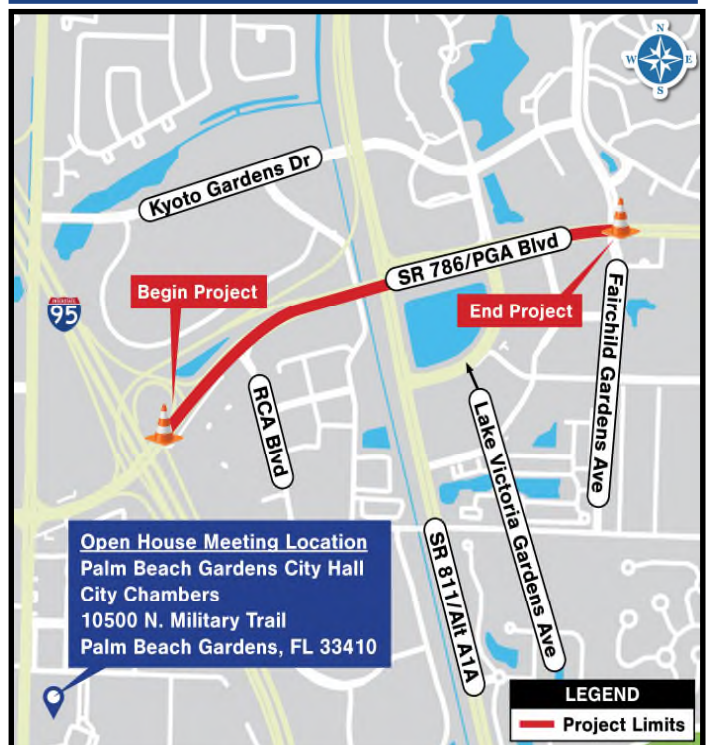 N
W E
S
Kyoto Gardens Dr
SR 786/PGA Blvd
Begin Project
End Project
INTERSTATE
95
RCA Blvd
Fairchild Gardens Ave
Lake Victoria Gardens Ave
SR 811/Alt A1A
Open House Meeting Location
Palm Beach Gardens City Hall
City Chambers
10500 N. Military Trail
Palm Beach Gardens, FL 33410
LEGEND
Project Limits